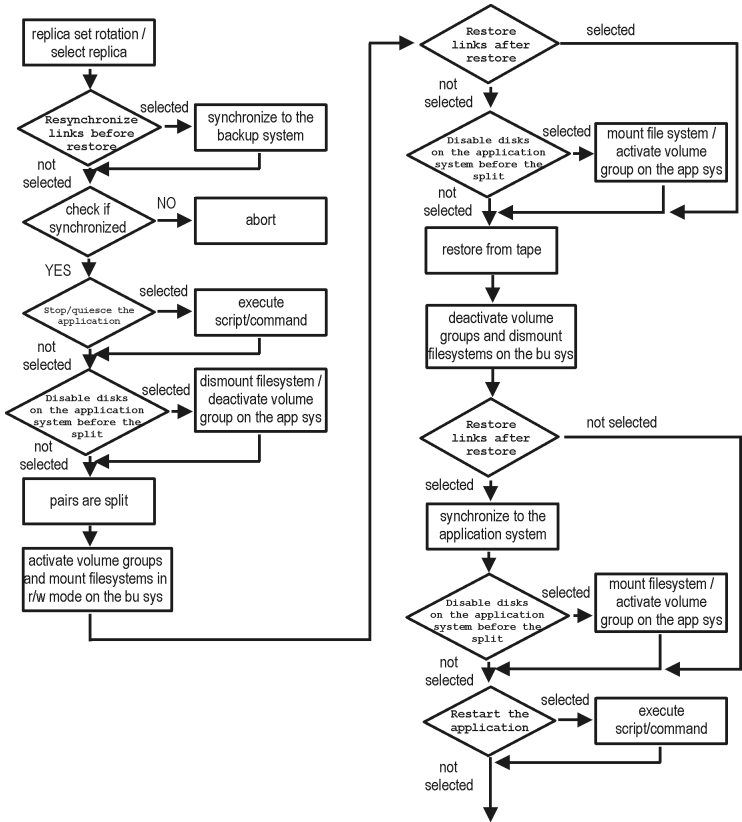 replica set rotation /
select replica
Resynchronize
links before
restore
selected
synchronize to the
backup system
not
selected
check if
synchronized
NO
abort
YES
Stop/quiesce the
application
selected
execute
script/command
not
selected
Disable disks
on the application
system before the
split
selected
dismount filesystem /
deactivate volume
group on the app sys
not
selected
pairs are split
activate volume groups
and mount filesystems in
r/w mode on the bu sys
Restore
links after
restore
selected
not
selected
Disable disks
on the application
system before the
split
selected
mount file system /
activate volume
group on the app sys
not
selected
restore from tape
deactivate volume
groups and dismount
filesystems on the bu sys
Restore
links after
restore
not selected
selected
synchronize to the
application system
Disable disks
on the application
system before the
split
selected
mount filesystem /
activate volume
group on the app sys
not
selected
Restart the
application
selected
execute
script/command
not
selected